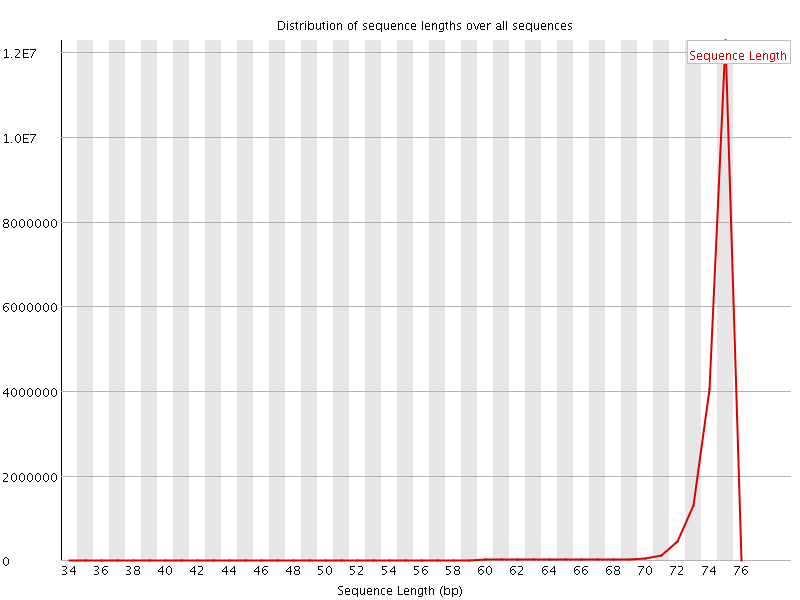 Distribution of sequence lengths over all sequences
Sequence Length
1.2E7
1.0E7
8000000
6000000
4000000
2000000
0
34 36 38 40 42 44 46 48 50 52 54 56 58 60 62 64 66 68 70 72 74 76
Sequence Length (bp)